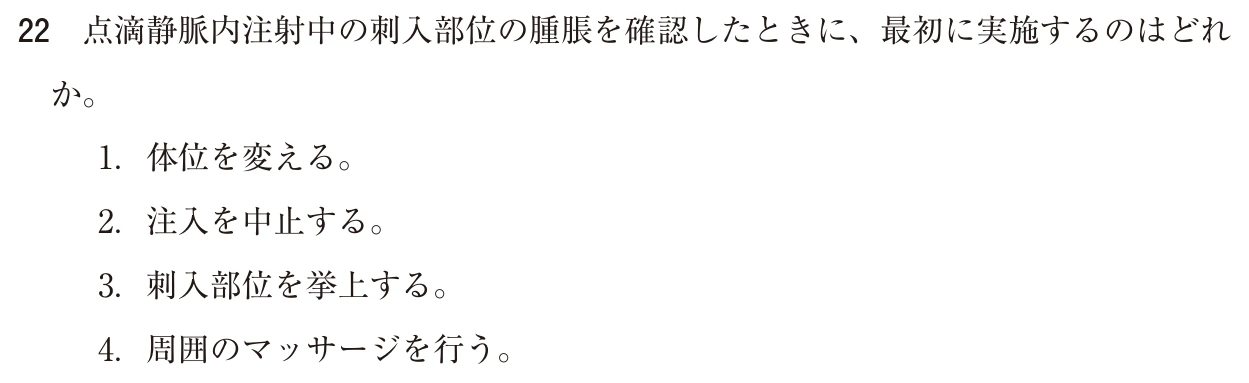 22 点滴静脈内注射中の刺入部位の腫脹を確認したときに、最初に実施するのはどれ
か。
1. 体位を変える。
2. 注入を中止する。
3. 刺入部位を挙上する。
4. 周囲のマッサージを行う。